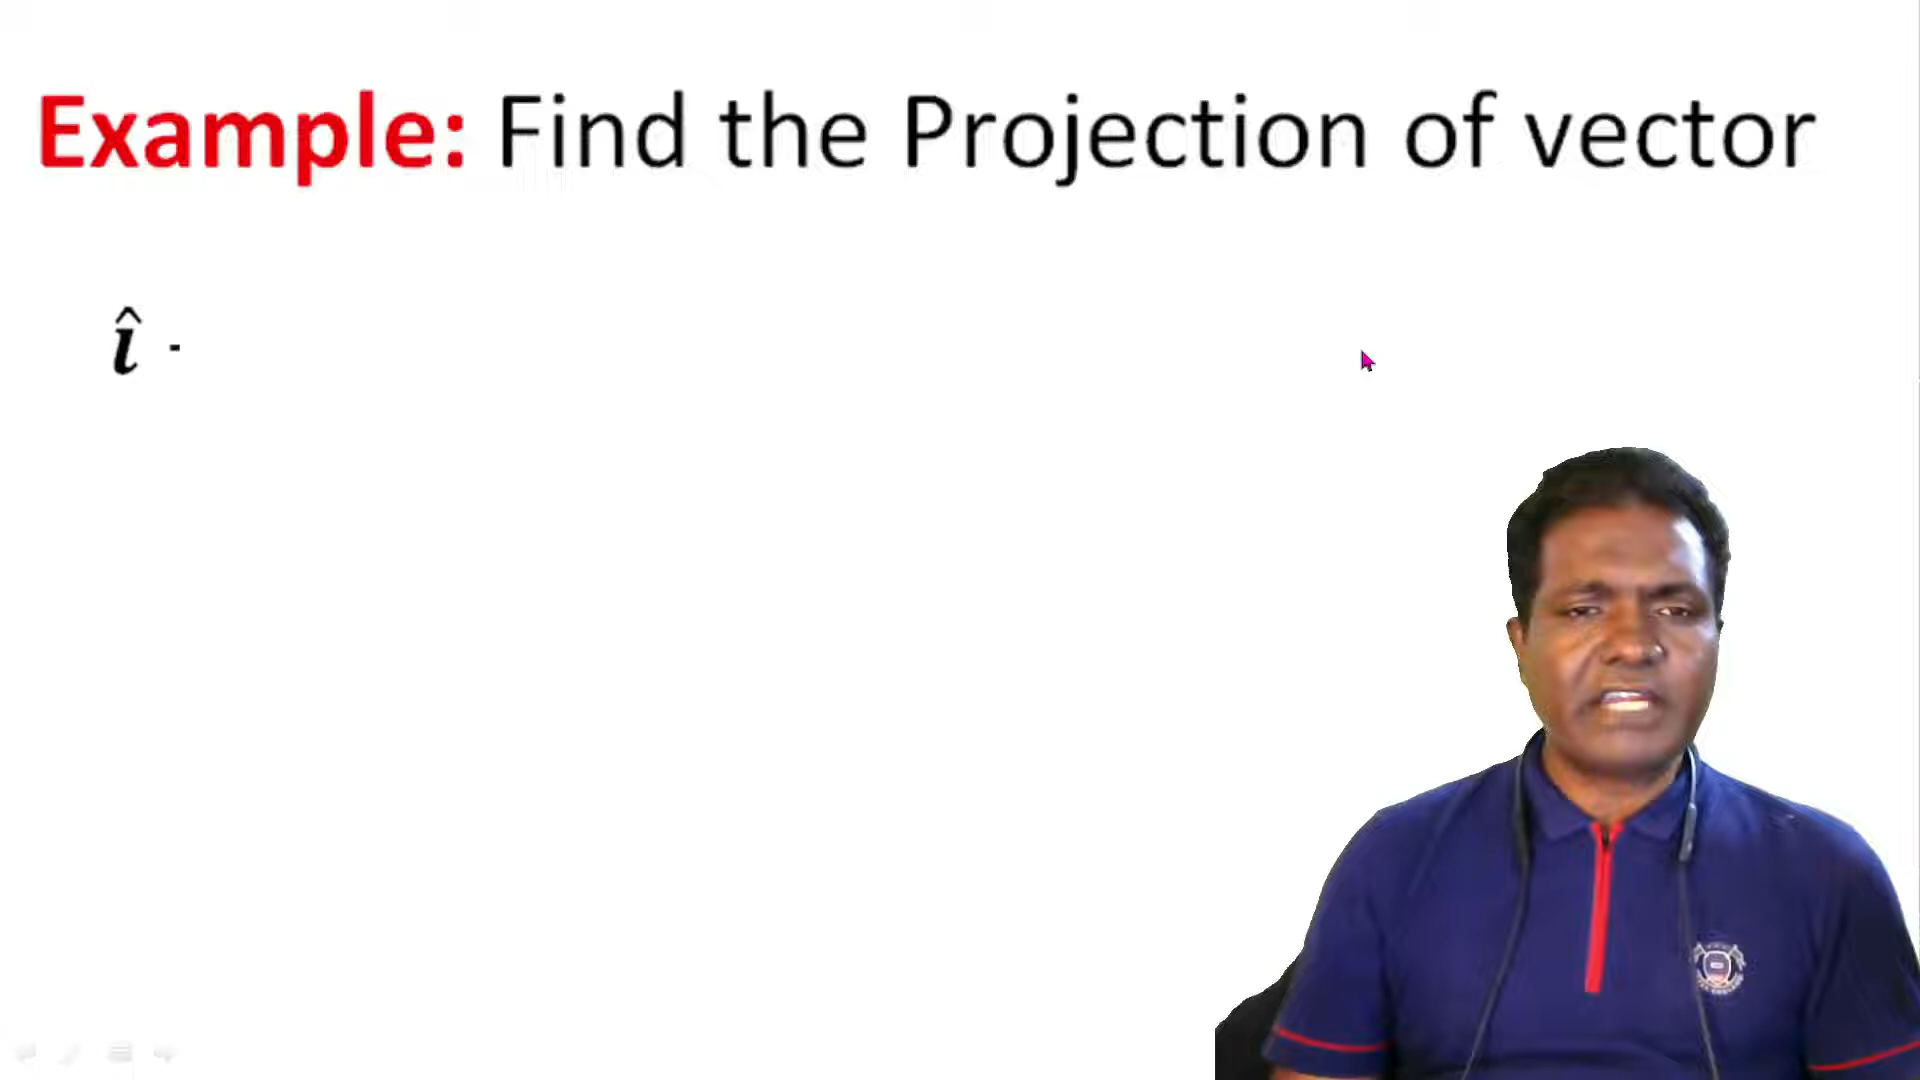 Example: Find the Projection of vector
î -